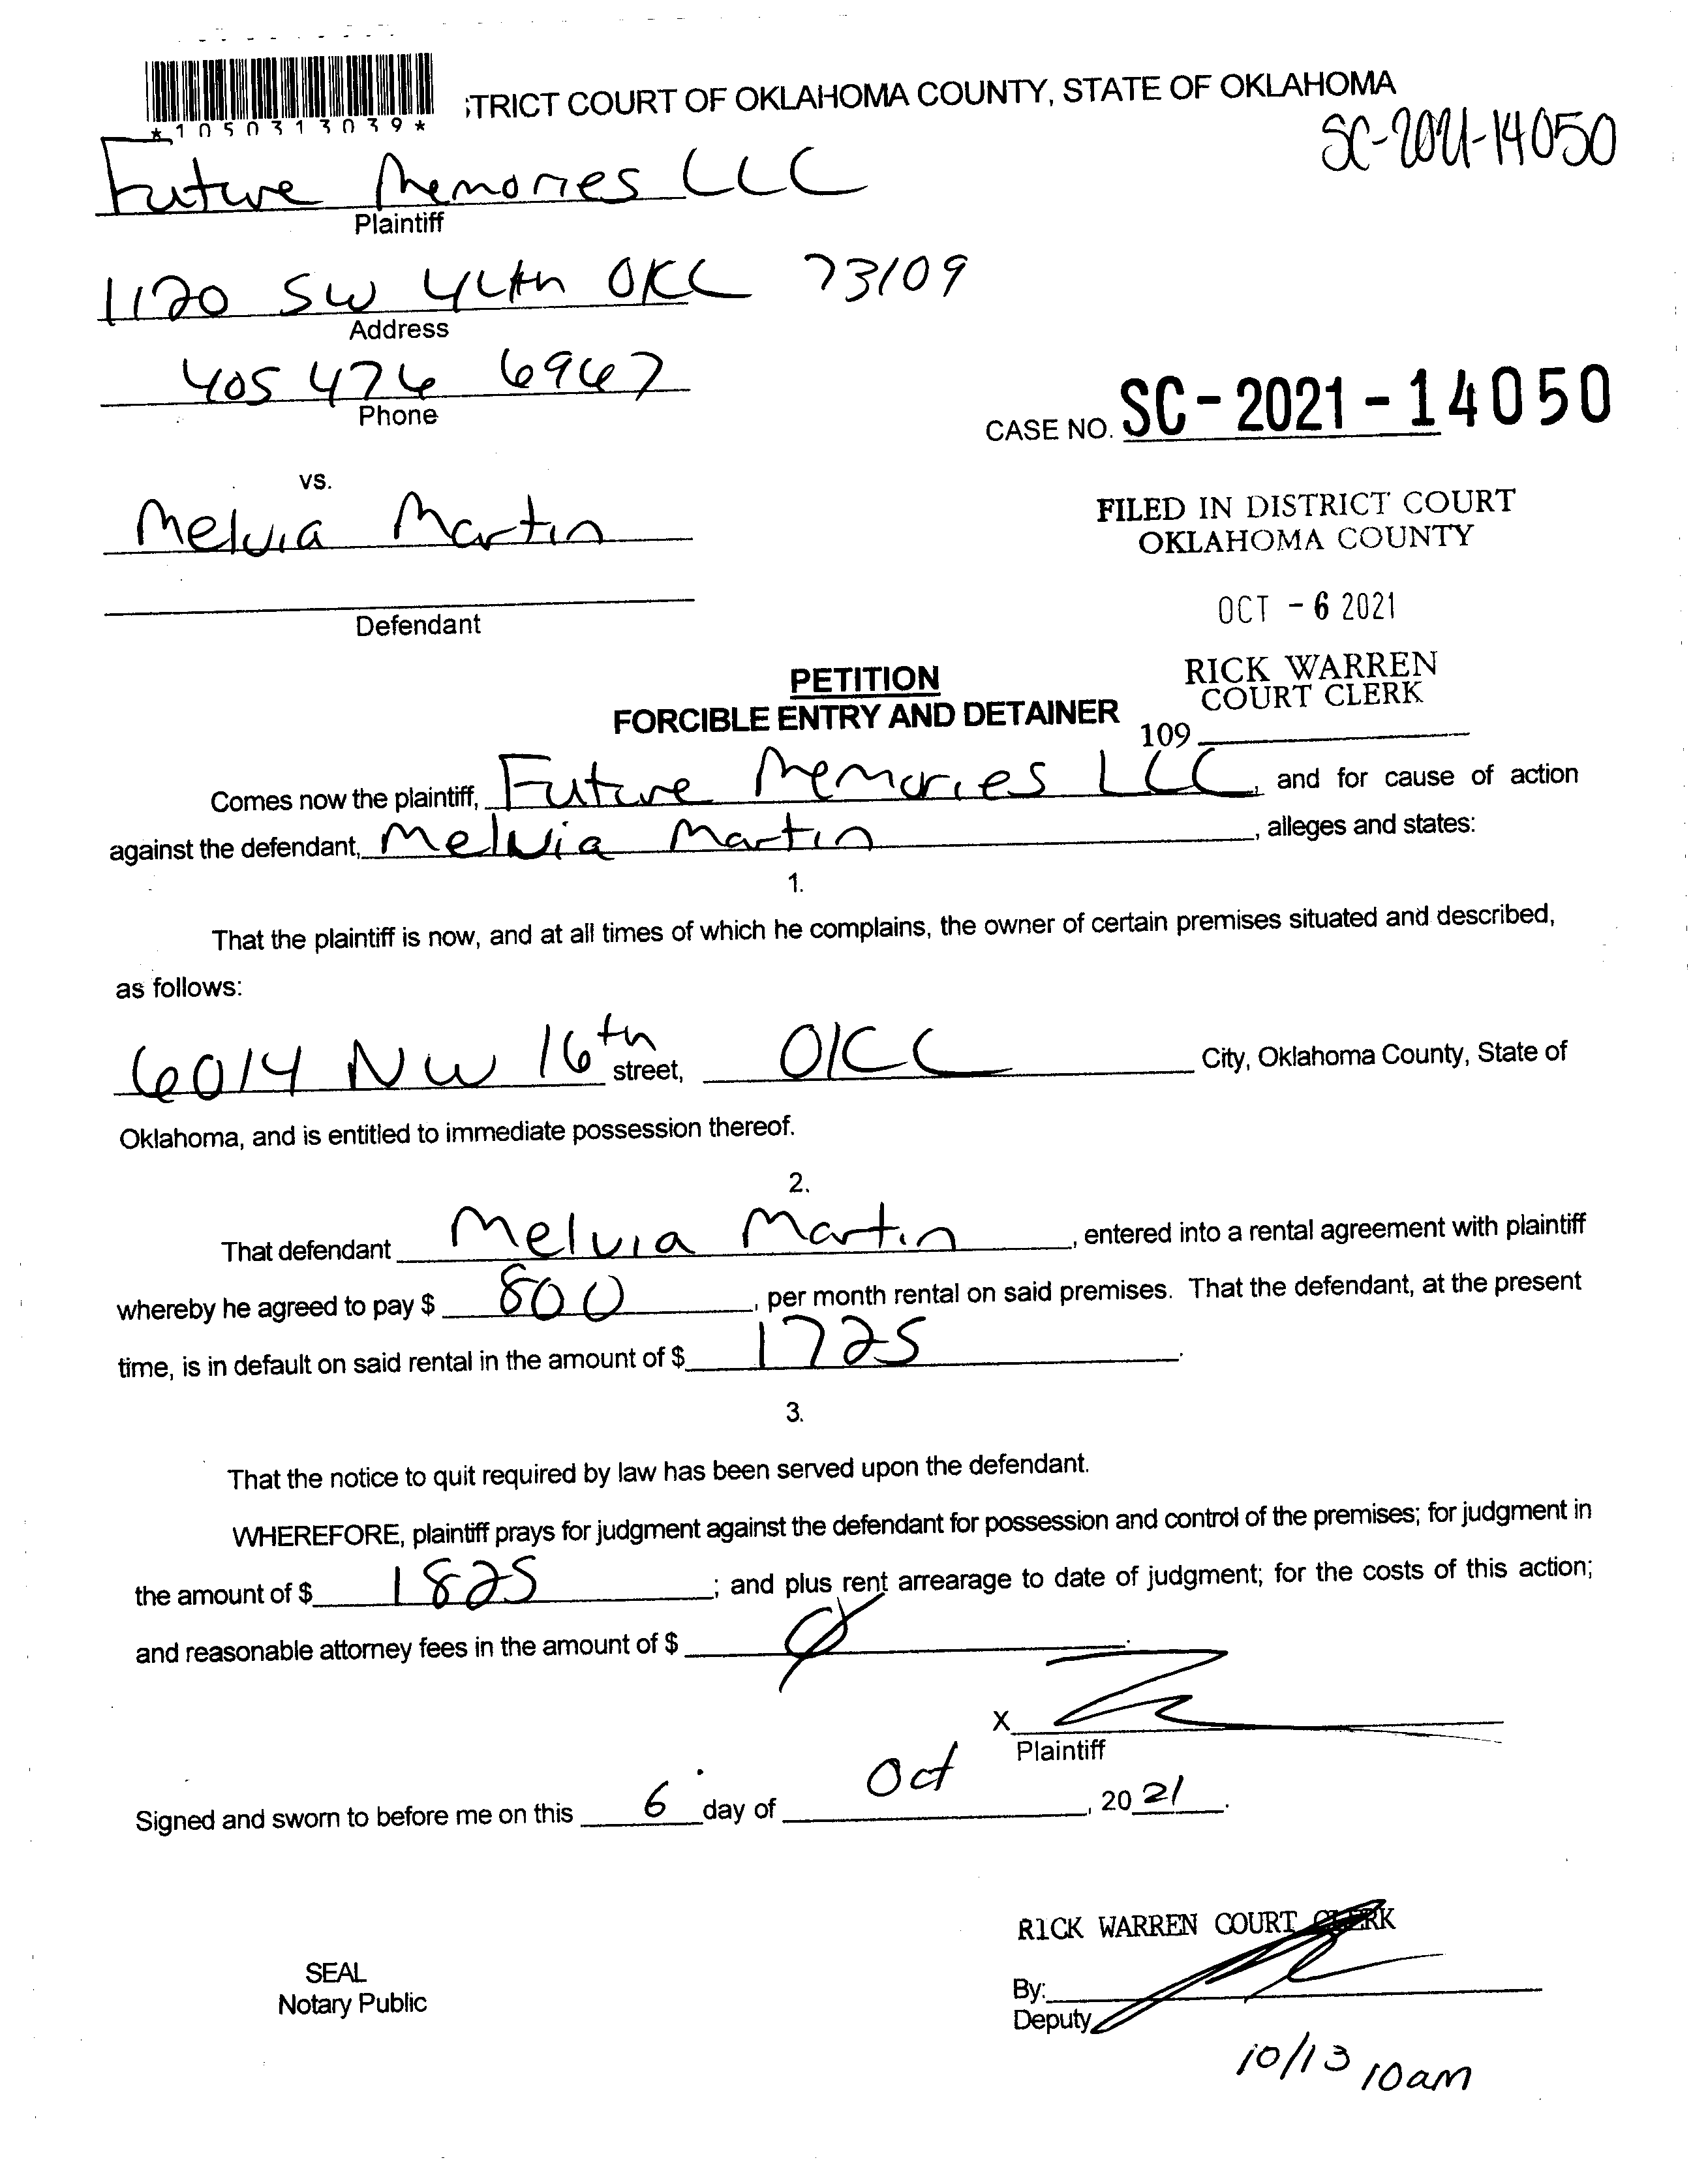 *1050313039*
TRICT COURT OF OKLAHOMA COUNTY, STATE OF OKLAHOMA
SC-2021-14050
Future Memories LLC
Plaintiff
1120 SW 44th OKC 73109
Address
405 476 6967
Phone
CASE NO. SC-2021-14050
vs.
Melvia Martin
FILED IN DISTRICT COURT
OKLAHOMA COUNTY
Defendant
OCT - 6 2021
PETITION
RICK WARREN
COURT CLERK
FORCIBLE ENTRY AND DETAINER
109
Comes now the plaintiff, Future Memories LLC, and for cause of action
against the defendant, Melvia Martin, alleges and states:
1.
That the plaintiff is now, and at all times of which he complains, the owner of certain premises situated and described,
as follows:
6014 NW 16th street, OKC City, Oklahoma County, State of
Oklahoma, and is entitled to immediate possession thereof.
2.
That defendant Melvia Martin, entered into a rental agreement with plaintiff
whereby he agreed to pay $ 800, per month rental on said premises. That the defendant, at the present
time, is in default on said rental in the amount of $ 1725.
3.
That the notice to quit required by law has been served upon the defendant.
WHEREFORE, plaintiff prays for judgment against the defendant for possession and control of the premises; for judgment in
the amount of $ 1825; and plus rent arrearage to date of judgment; for the costs of this action;
and reasonable attorney fees in the amount of $ Ø.
X
Plaintiff
Signed and sworn to before me on this 6 day of Oct, 2021.
RICK WARREN COURT CLERK
SEAL
Notary Public
By:
Deputy
10/13 10am